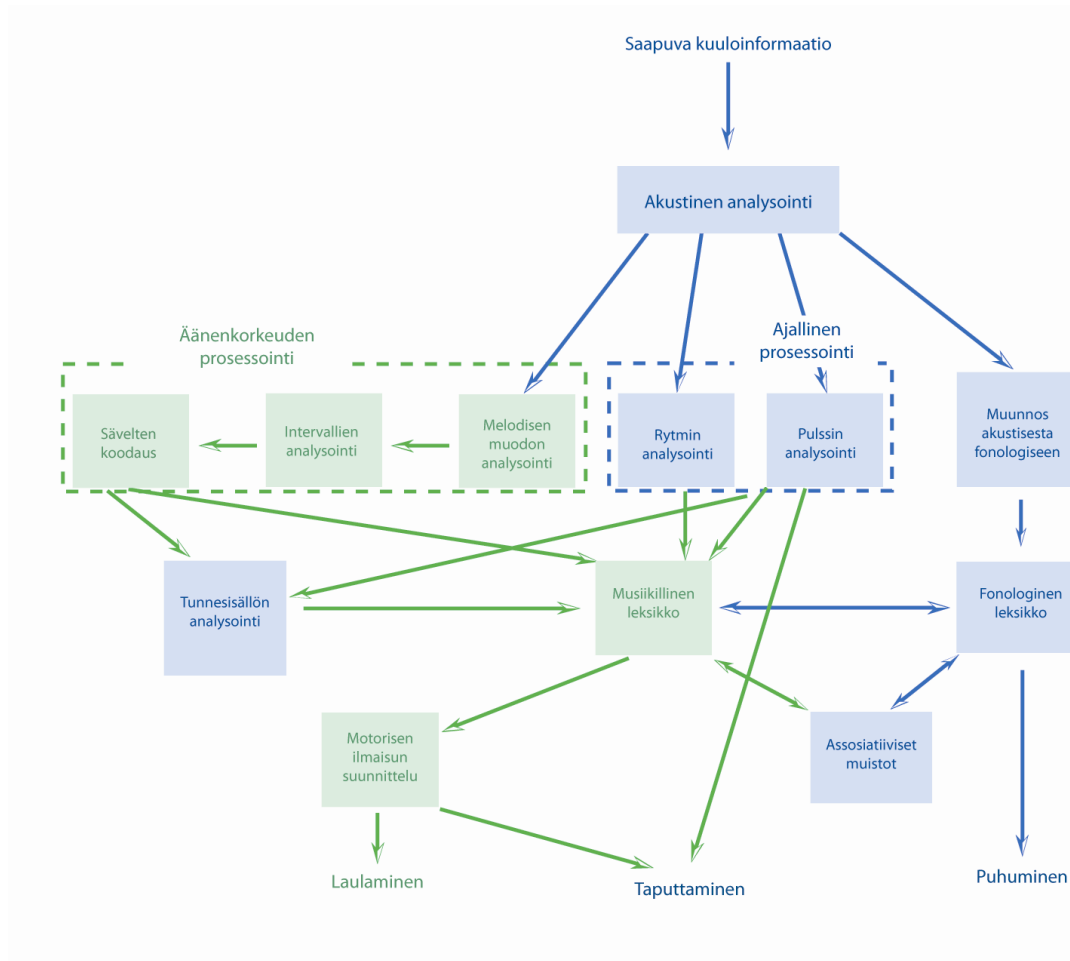 Saapuva kuuloinformaatio
Akustinen analysointi
Äänenkorkeuden
prosessointi
Ajallinen
prosessointi
Sävelten
koodaus
Intervallien
analysointi
Melodisen
muodon
analysointi
Rytmin
analysointi
Pulssin
analysointi
Muunnos
akustisesta
fonologiseen
Tunnesisällön
analysointi
Musiikillinen
leksikko
Fonologinen
leksikko
Motorisen
ilmaisun
suunnittelu
Assosiatiiviset
muistot
Laulaminen
Taputtaminen
Puhuminen